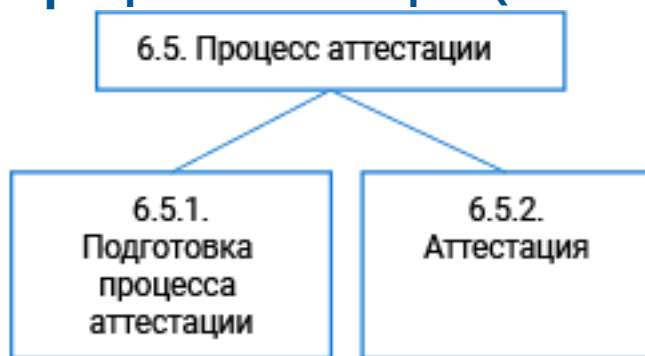 6.5. Процесс аттестации
6.5.1.
Подготовка
процесса
аттестации
6.5.2.
Аттестация